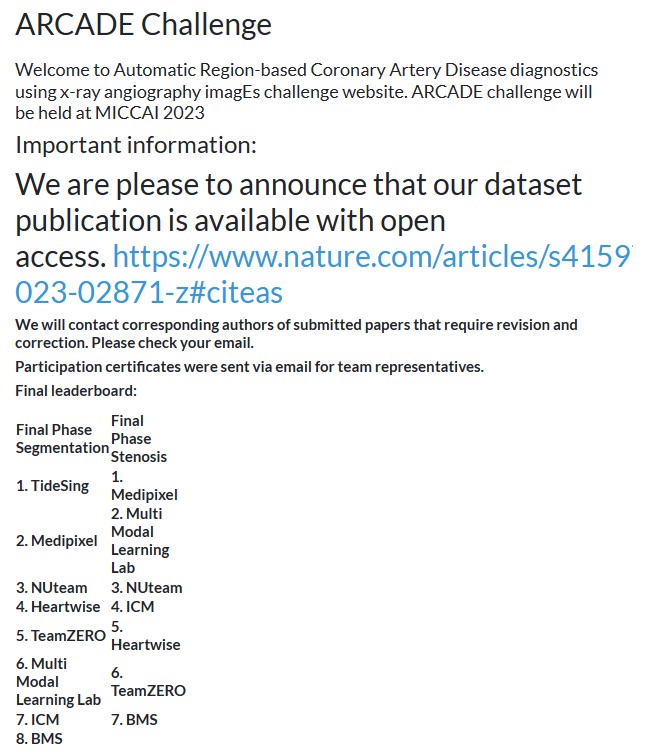 ARCADE Challenge
Welcome to Automatic Region-based Coronary Artery Disease diagnostics
using x-ray angiography imagEs challenge website. ARCADE challenge will
be held at MICCAI 2023
Important information:
We are please to announce that our dataset
publication is available with open
access. https://www.nature.com/articles/s4159
023-02871-z#citeas
We will contact corresponding authors of submitted papers that require revision and
correction. Please check your email.
Participation certificates were sent via email for team representatives.
Final leaderboard:
Final Phase
Segmentation
Final
Phase
Stenosis
1. TideSing
1.
Medipixel
2. Medipixel
2. Multi
Modal
Learning
Lab
3. NUteam
3. NUteam
4. Heartwise
4. ICM
5. TeamZERO
5.
Heartwise
6. Multi
Modal
Learning Lab
6.
TeamZERO
7. ICM
7. BMS
8. BMS